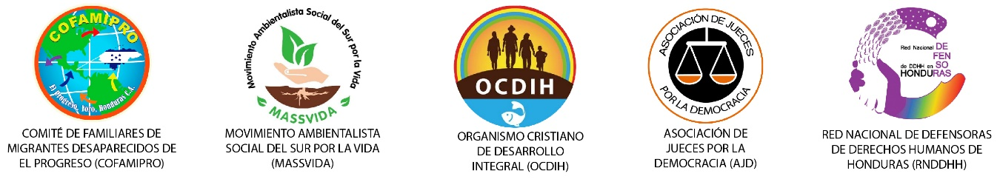 COFAMIPRO
El Progreso, Yoro, Honduras C.A.
COMITÉ DE FAMILIARES DE
MIGRANTES DESAPARECIDOS DE
EL PROGRESO (COFAMIPRO)
Movimiento Ambientalista Social del Sur por la Vida
MASSVIDA
MOVIMIENTO AMBIENTALISTA
SOCIAL DEL SUR POR LA VIDA
(MASSVIDA)
OCDIH
ORGANISMO CRISTIANO
DE DESARROLLO
INTEGRAL (OCDIH)
ASOCIACIÓN DE JUECES
POR LA DEMOCRACIA
ASOCIACIÓN DE
JUECES POR LA
DEMOCRACIA (AJD)
Red Nacional DE
FEN
de DDHH en SO
HONDURAS
RED NACIONAL DE DEFENSORAS
DE DERECHOS HUMANOS DE
HONDURAS (RNDDHH)